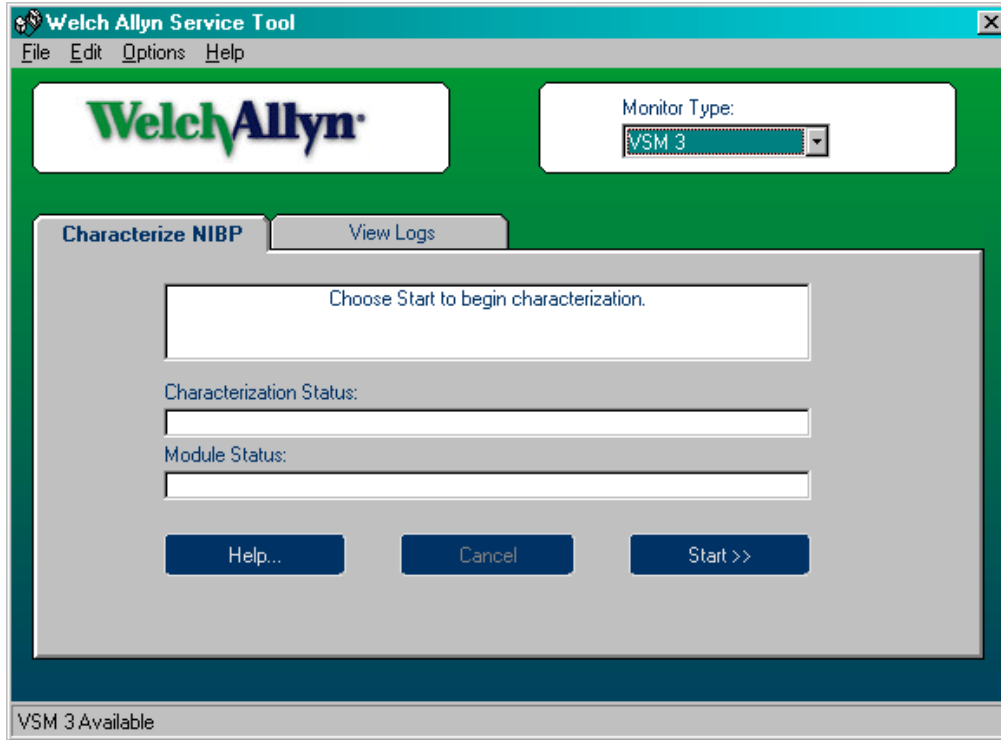 Welch Allyn Service Tool
File Edit Options Help
WelchAllyn
Monitor Type:
VSM 3
Characterize NIBP
View Logs
Choose Start to begin characterization.
Characterization Status:
Module Status:
Help...
Cancel
Start >>
VSM 3 Available